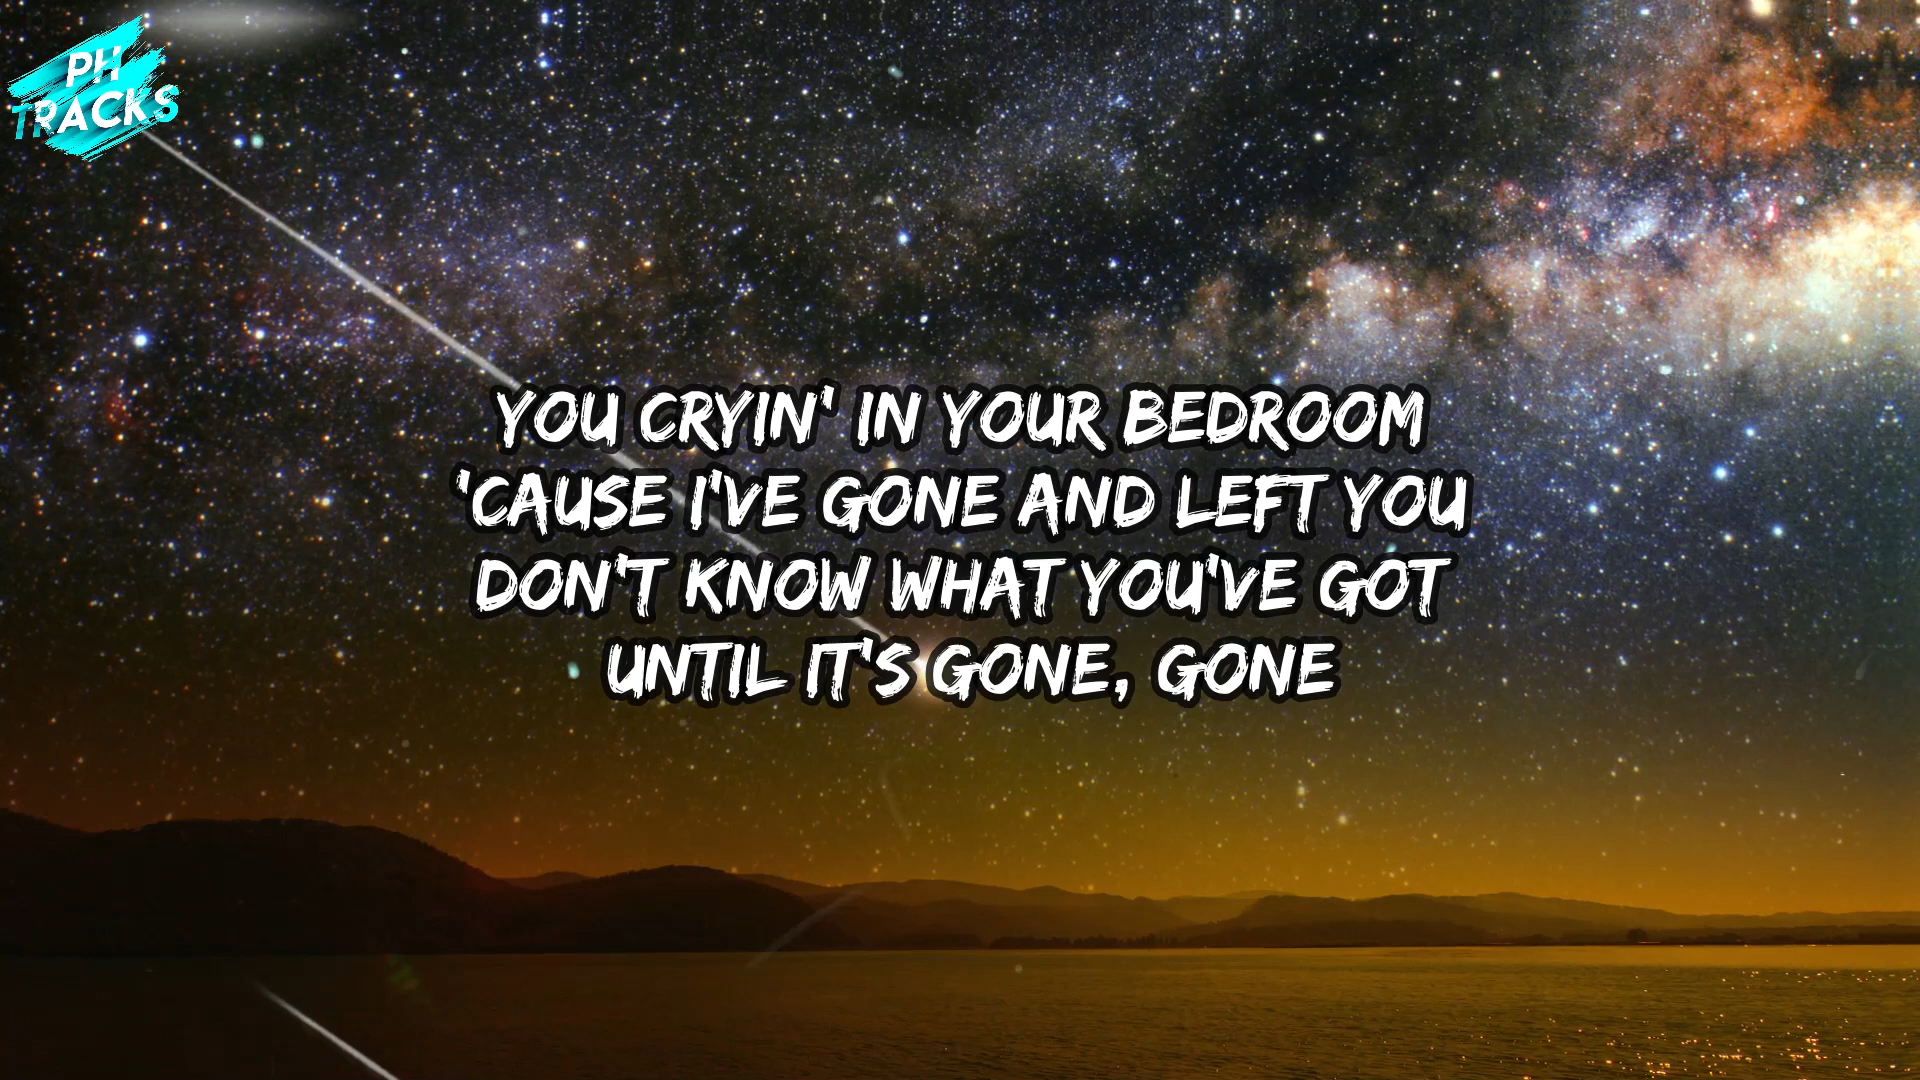 PH
TRACKS
YOU CRYIN' IN YOUR BEDROOM
'CAUSE I'VE GONE AND LEFT YOU
DON'T KNOW WHAT YOU'VE GOT
UNTIL IT'S GONE, GONE